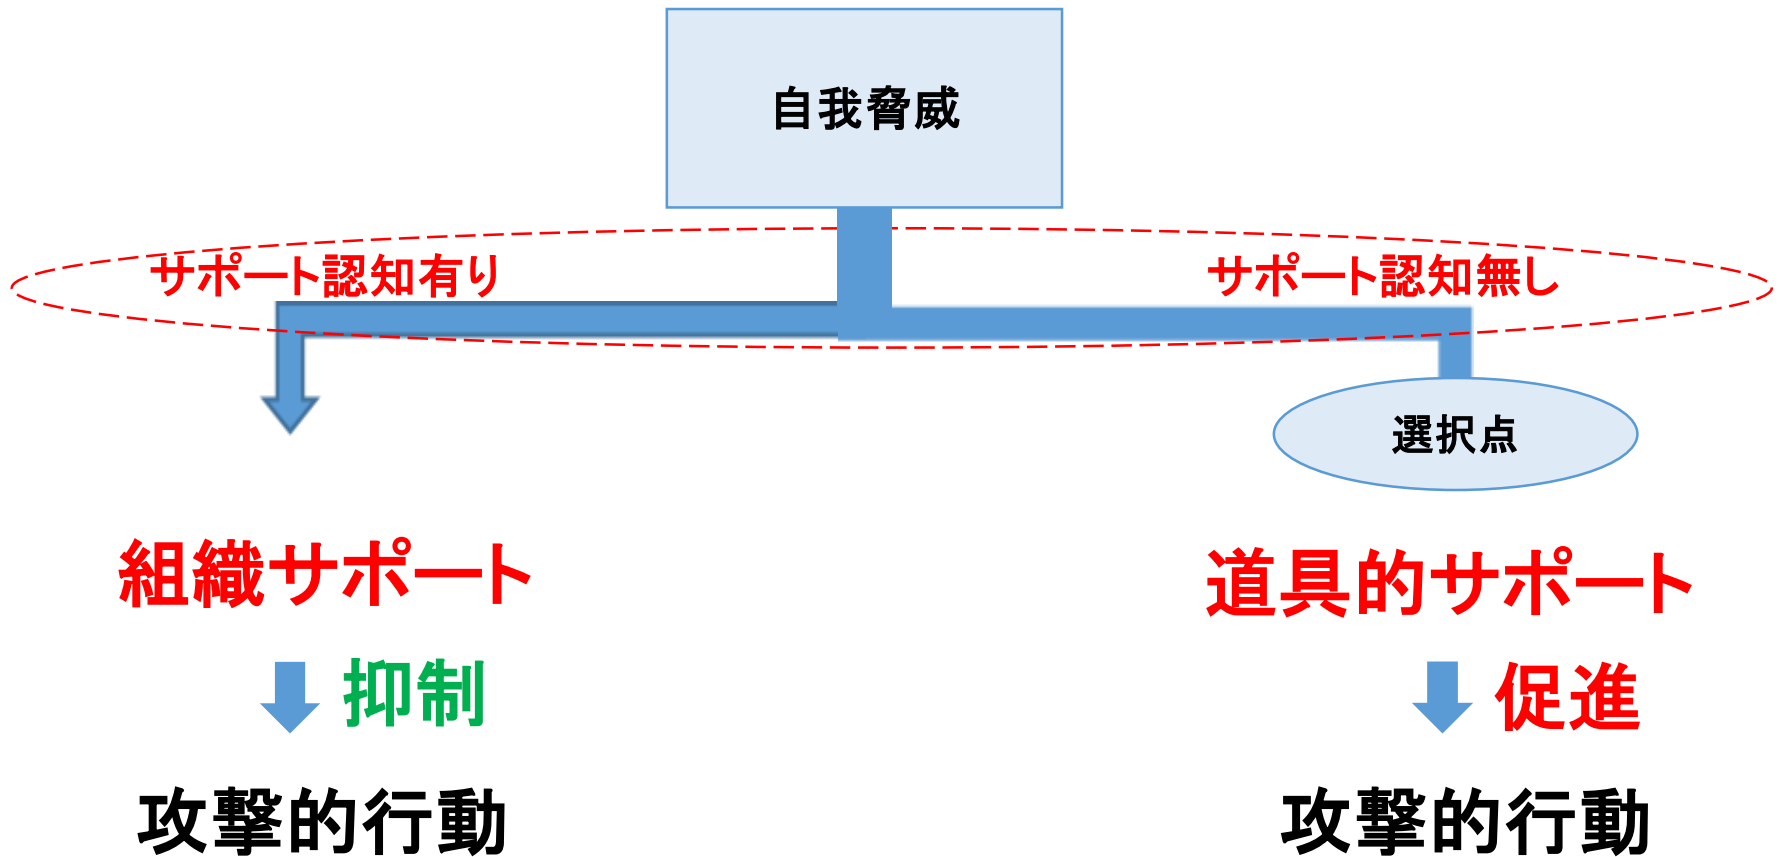 自我脅威
サポート認知有り
サポート認知無し
選択点
組織サポート
道具的サポート
抑制
促進
攻撃的行動
攻撃的行動